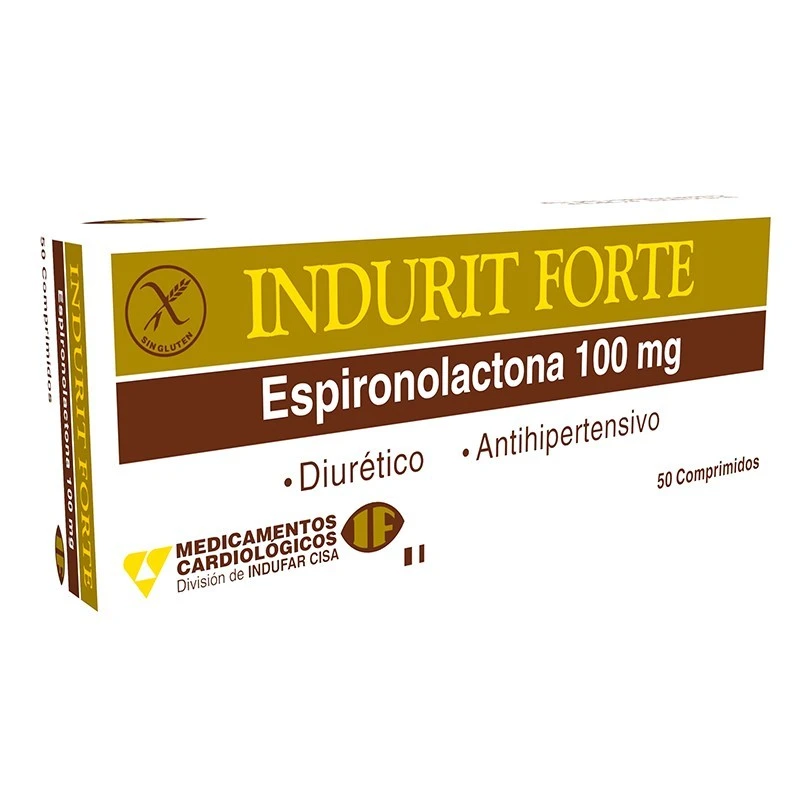 INDURIT FORTE
SIN GLUTEN
Espironolactona 100 mg
• Diurético
• Antihipertensivo
50 Comprimidos
MEDICAMENTOS
CARDIOLÓGICOS
División de INDUFAR CISA
IF
INDURIT FORTE
Espironolactona 100 mg
50 Comprimidos